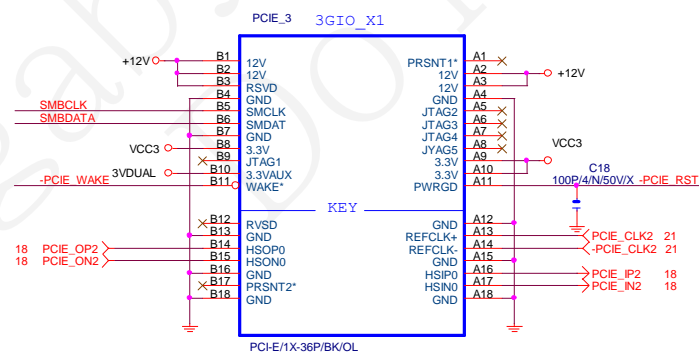 PCIE_3 3GIO_X1
+12V B1 12V PRSNT1* A1
B2 12V 12V A2 +12V
B3 RSVD 12V A3
B4 GND GND A4
SMBCLK B5 SMCLK JTAG2 A5
SMBDATA B6 SMDAT JTAG3 A6
B7 GND JTAG4 A7
VCC3 B8 3.3V JYAG5 A8 VCC3
B9 JTAG1 3.3V A9
3VDUAL B10 3.3VAUX 3.3V A10 C18
-PCIE_WAKE B11 WAKE* PWRGD A11 100P/4/N/50V/X -PCIE_RST
KEY
B12 RVSD GND A12
B13 GND REFCLK+ A13 PCIE_CLK2 21
18 PCIE_OP2 B14 HSOP0 REFCLK- A14 -PCIE_CLK2 21
18 PCIE_ON2 B15 HSON0 GND A15
B16 GND HSIP0 A16 PCIE_IP2 18
B17 PRSNT2* HSIN0 A17 PCIE_IN2 18
B18 GND GND A18
PCI-E/1X-36P/BK/OL